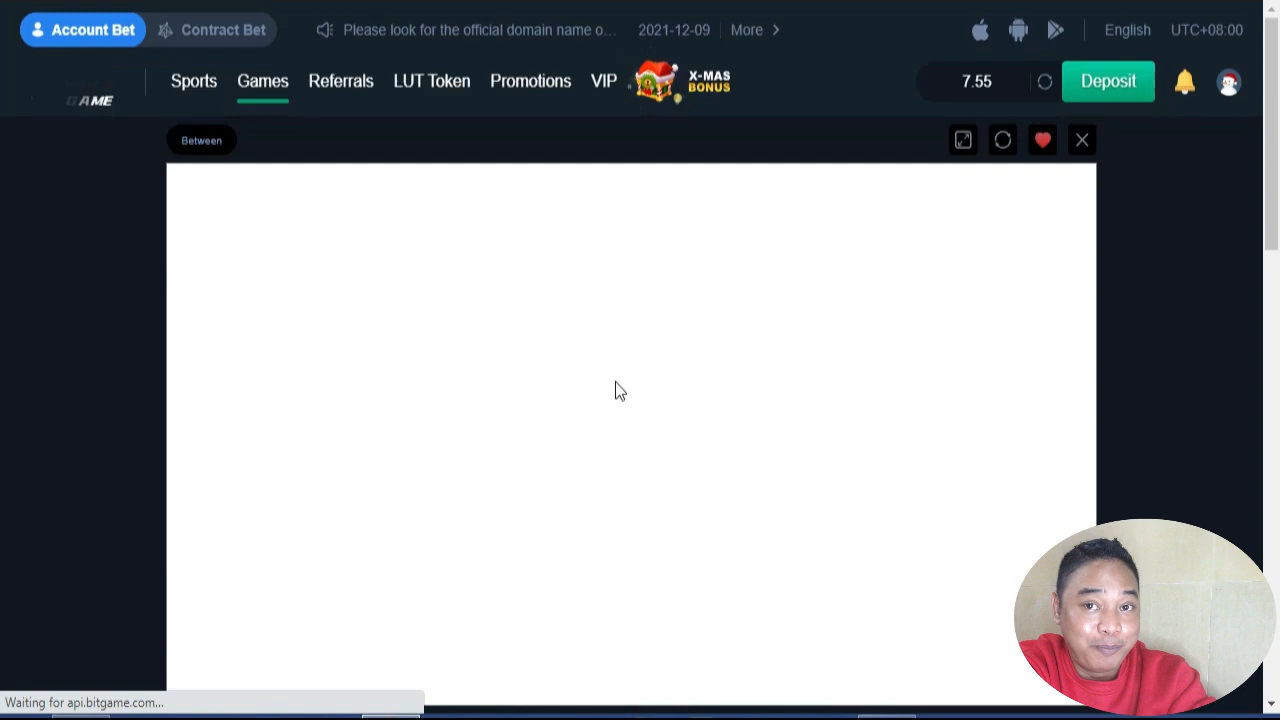 Account Bet Contract Bet Please look for the official domain name o... 2021-12-09 More English UTC+08:00
GAME Sports Games Referrals LUT Token Promotions VIP X-MAS BONUS 7.55 Deposit
Between
Waiting for api.bitgame.com...